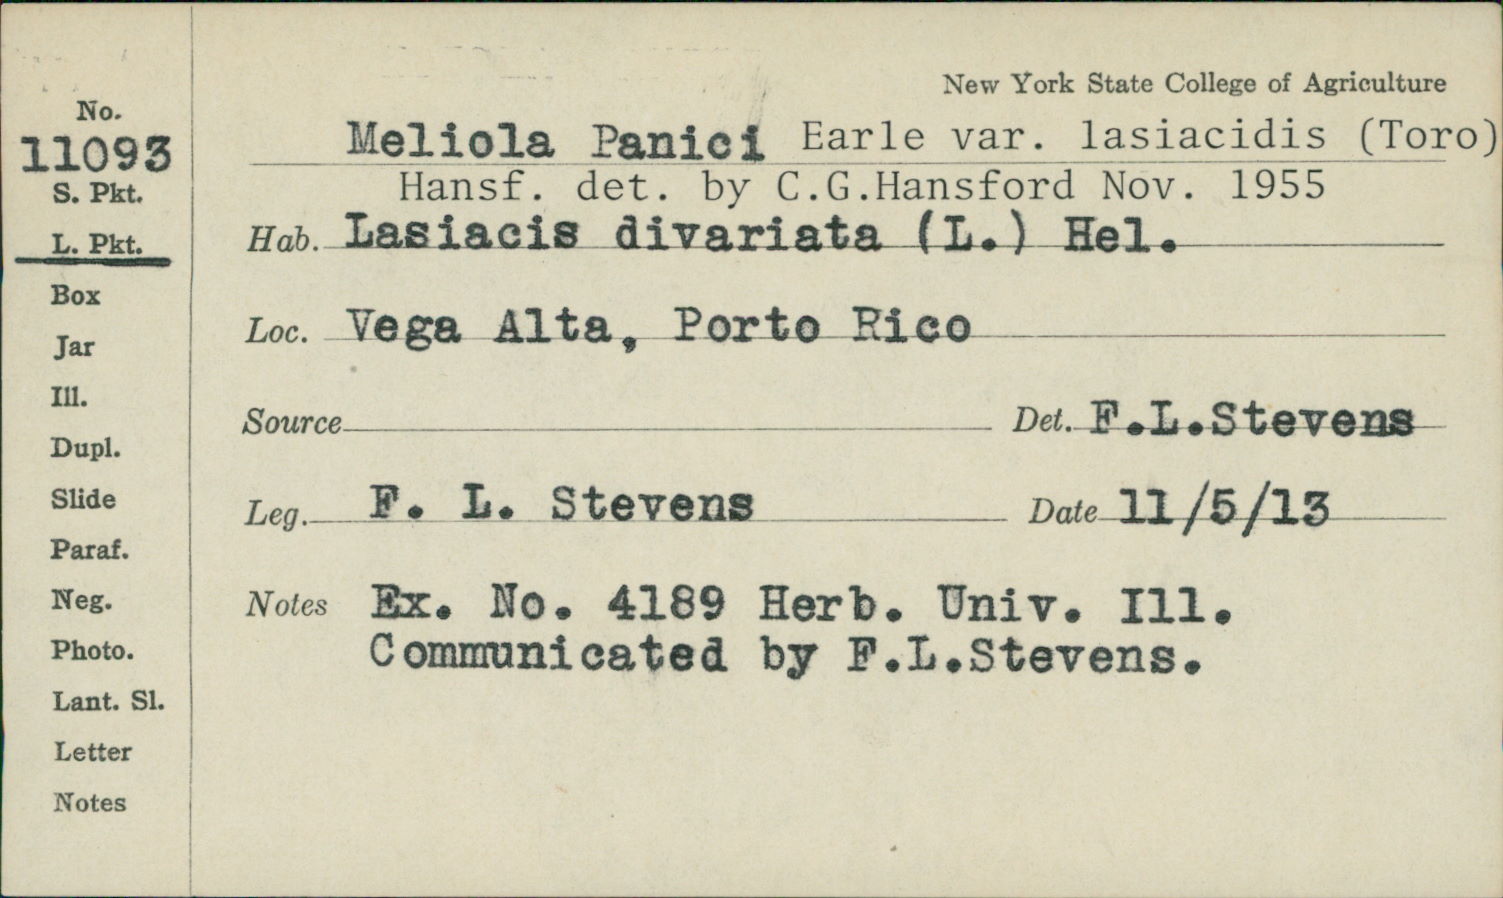 New York State College of Agriculture
No.
11093
S. Pkt.
L. Pkt.
Box
Jar
Ill.
Dupl.
Slide
Paraf.
Neg.
Photo.
Lant. Sl.
Letter
Notes
Meliola Panici Earle var. lasiacidis (Toro)
Hansf. det. by C.G.Hansford Nov. 1955
Hab. Lasiacis divariata (L.) Hel.
Loc. Vega Alta, Porto Rico
Source Det. F.L.Stevens
Leg. F. L. Stevens Date 11/5/13
Notes Ex. No. 4189 Herb. Univ. Ill.
Communicated by F.L.Stevens.